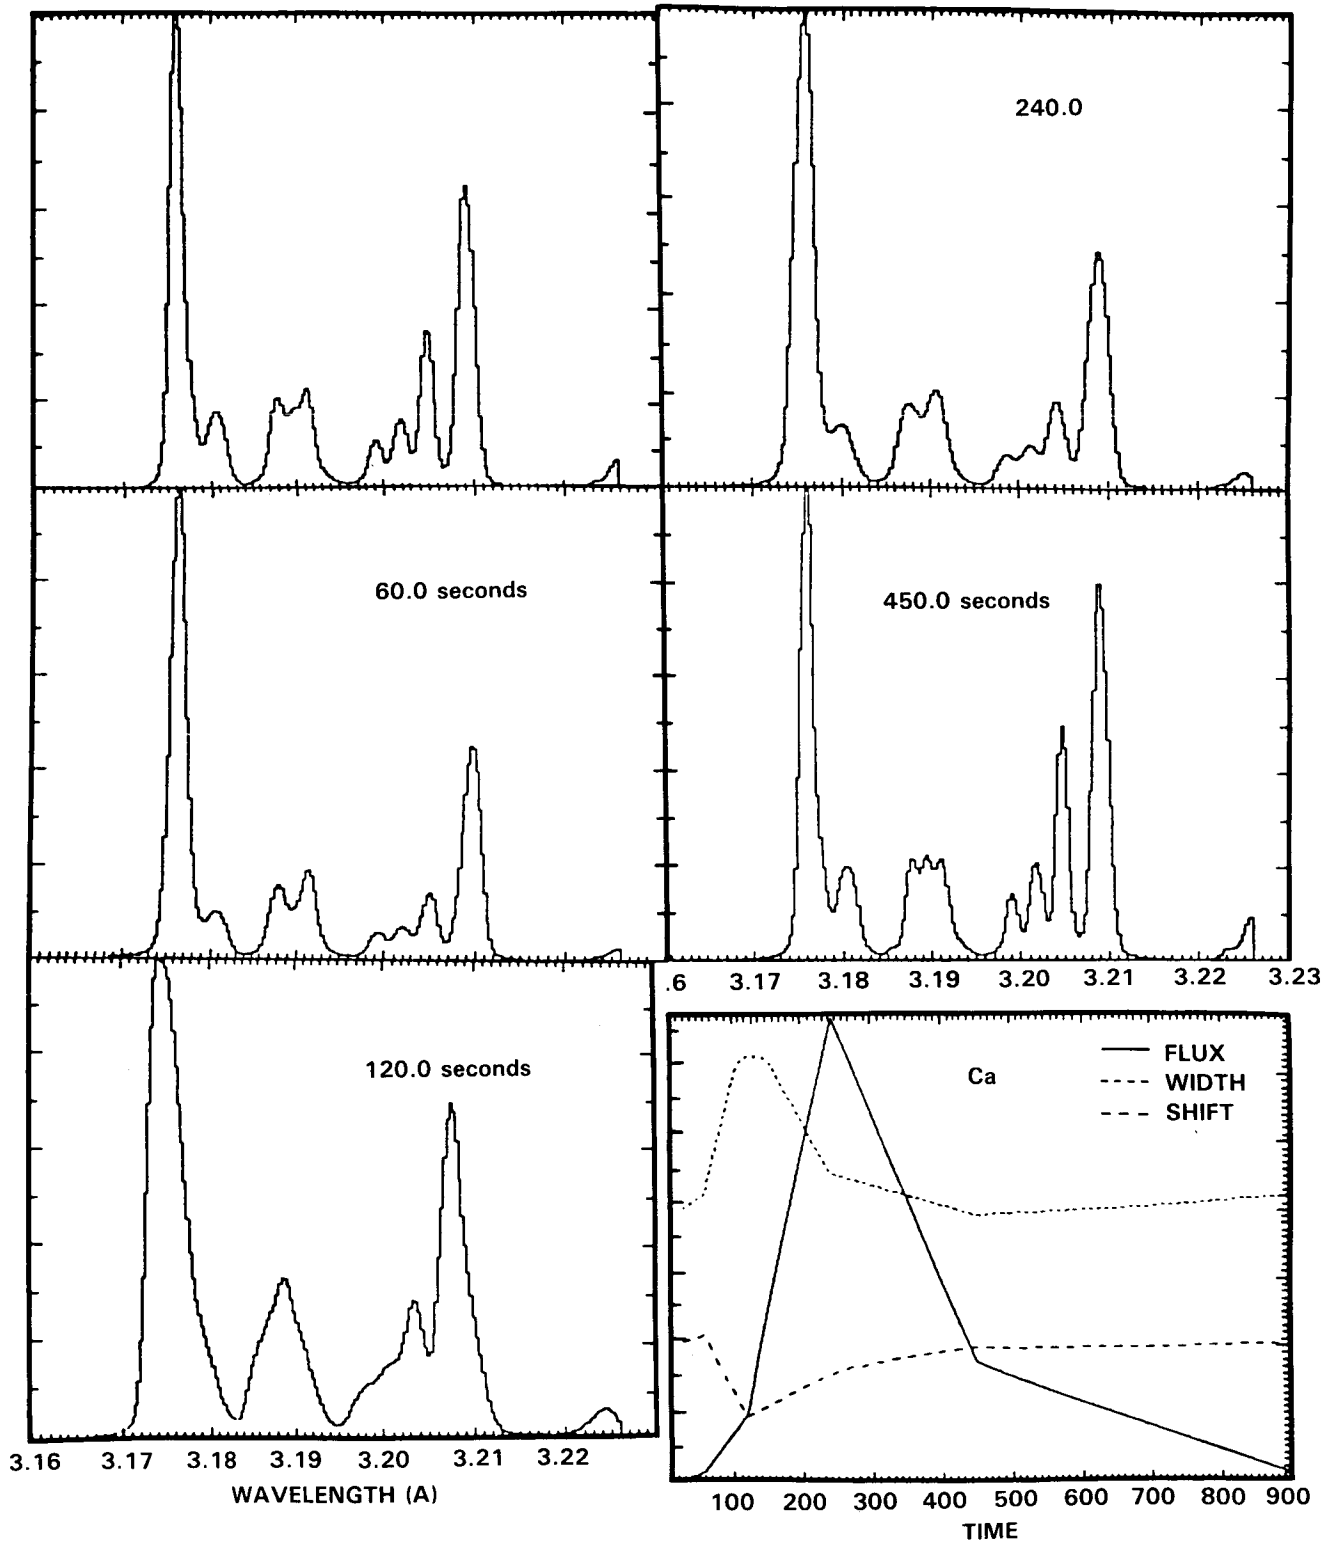 240.0
60.0 seconds
450.0 seconds
.6 3.17 3.18 3.19 3.20 3.21 3.22 3.23
120.0 seconds
3.16 3.17 3.18 3.19 3.20 3.21 3.22
WAVELENGTH (A)
Ca
FLUX
WIDTH
SHIFT
100 200 300 400 500 600 700 800 900
TIME